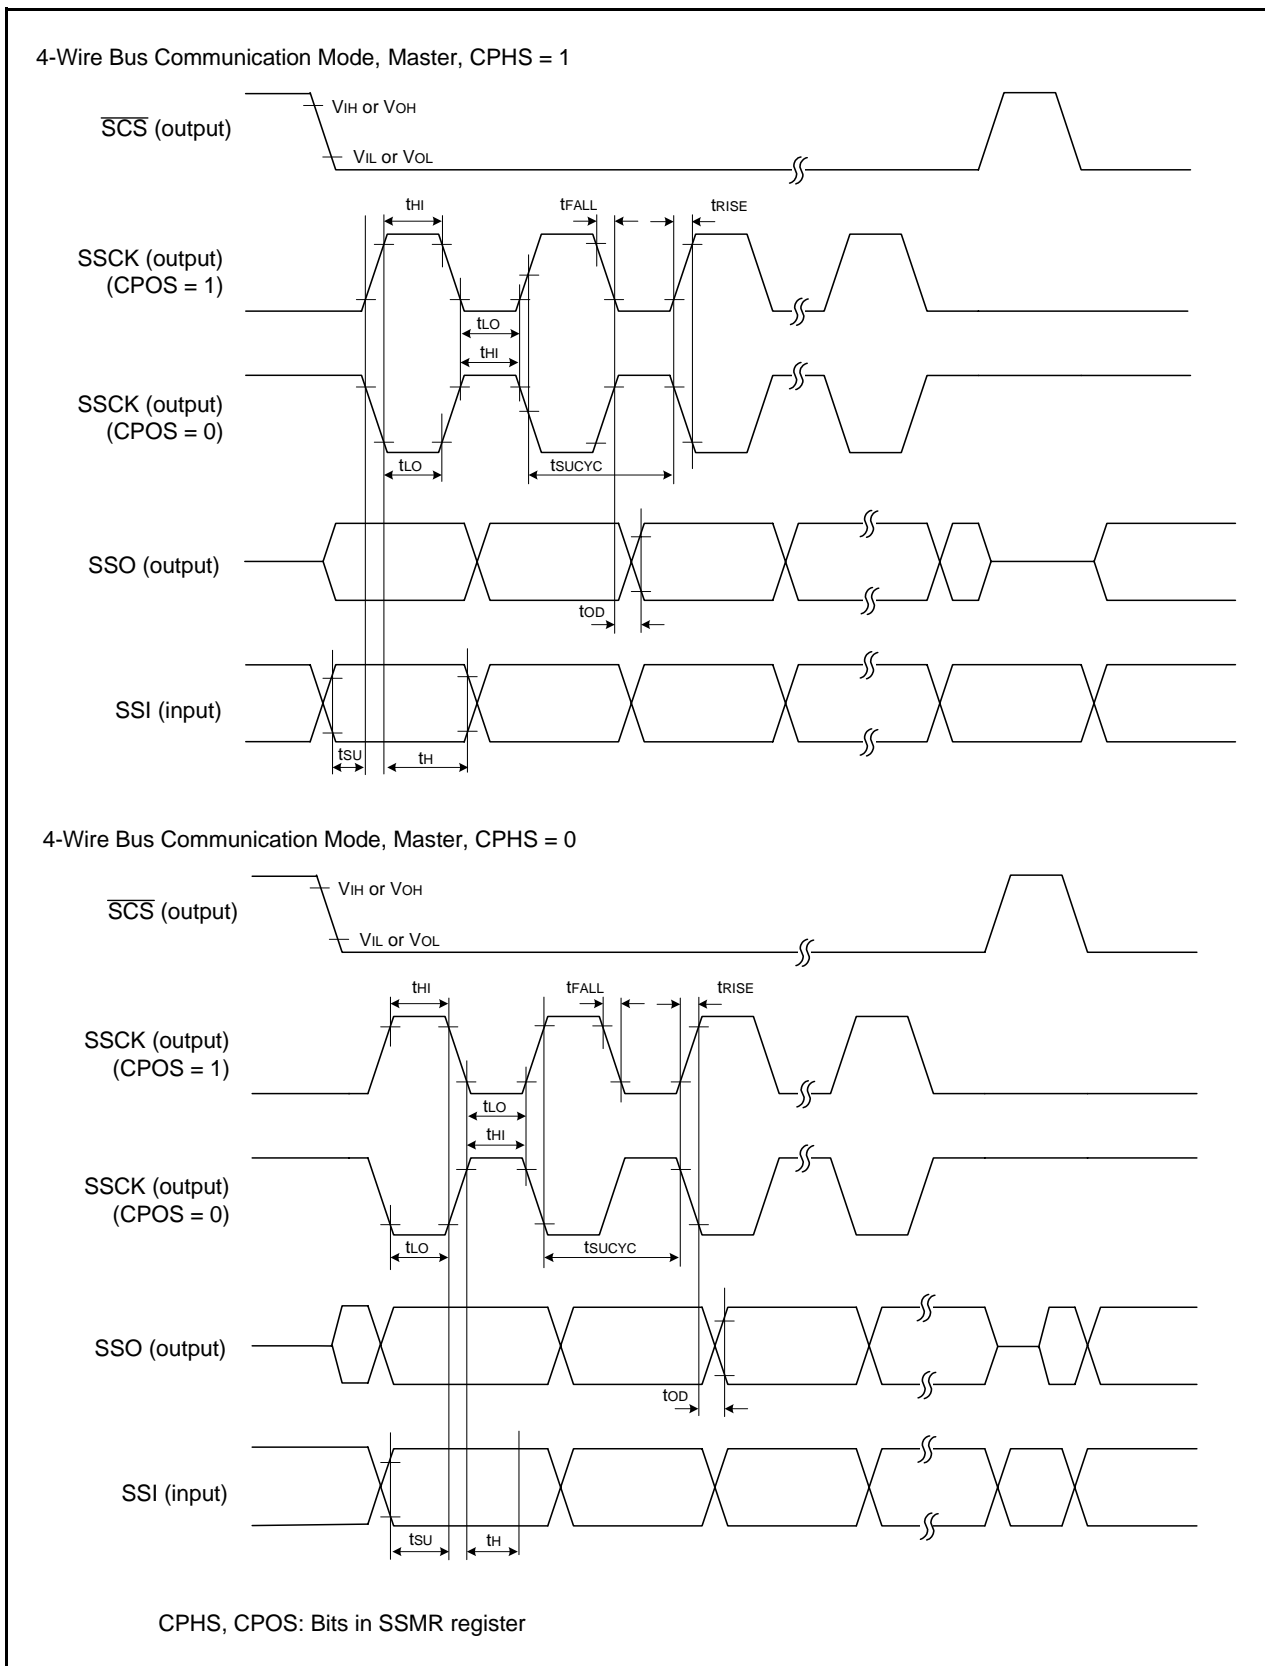 4-Wire Bus Communication Mode, Master, CPHS = 1
VIH or VOH
SCS (output)
VIL or VOL
tHI
tFALL
tRISE
SSCK (output)
(CPOS = 1)
tLO
tHI
SSCK (output)
(CPOS = 0)
tLO
tSUCYC
SSO (output)
tOD
SSI (input)
tSU
tH
4-Wire Bus Communication Mode, Master, CPHS = 0
VIH or VOH
SCS (output)
VIL or VOL
tHI
tFALL
tRISE
SSCK (output)
(CPOS = 1)
tLO
tHI
SSCK (output)
(CPOS = 0)
tLO
tSUCYC
SSO (output)
tOD
SSI (input)
tSU
tH
CPHS, CPOS: Bits in SSMR register